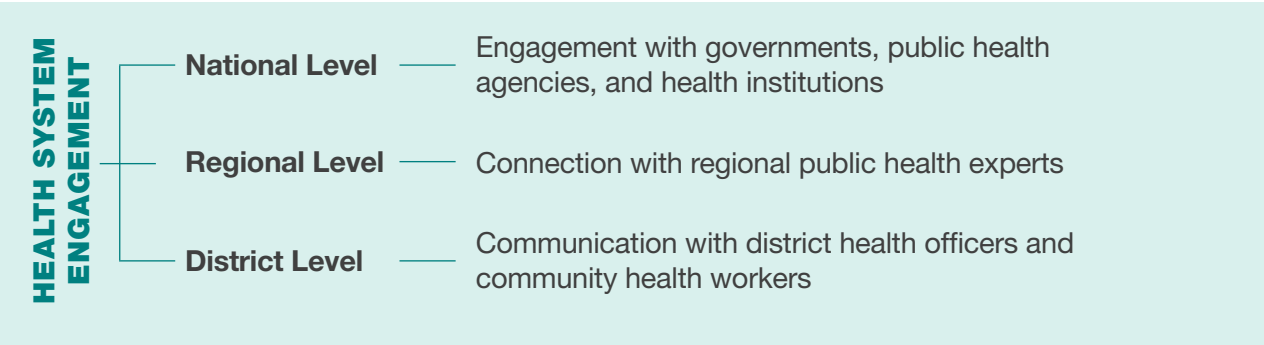 HEALTH SYSTEM
ENGAGEMENT
National Level
Engagement with governments, public health
agencies, and health institutions
Regional Level
Connection with regional public health experts
District Level
Communication with district health officers and
community health workers